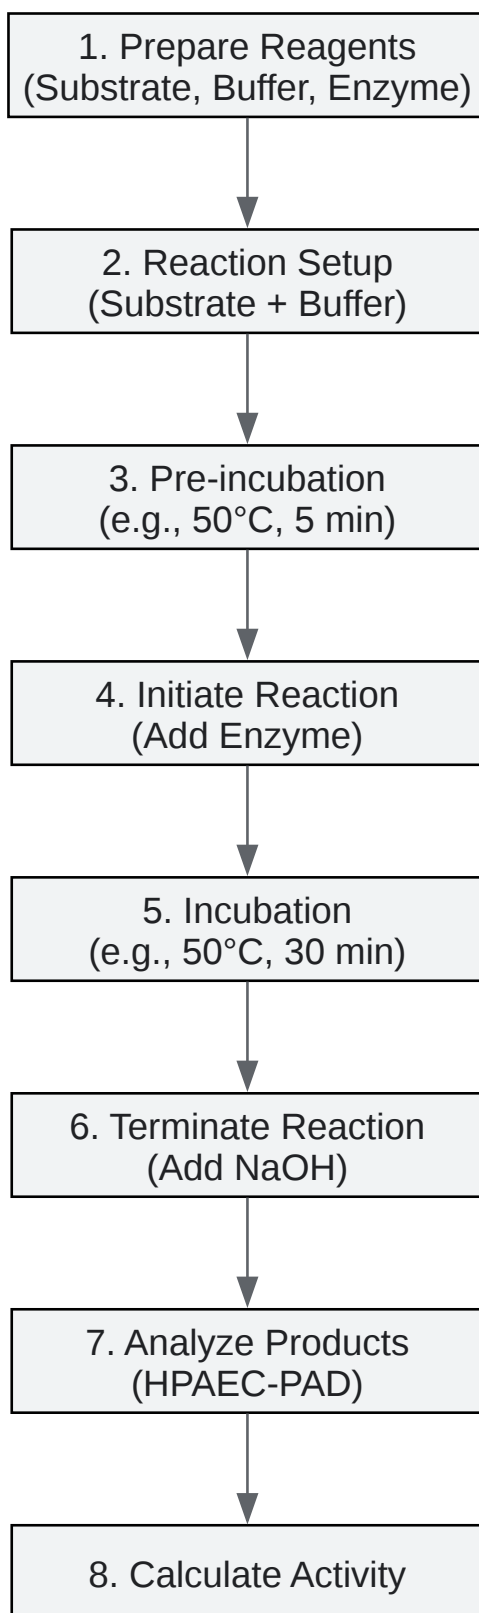 1. Prepare Reagents
(Substrate, Buffer, Enzyme)
2. Reaction Setup
(Substrate + Buffer)
3. Pre-incubation
(e.g., 50°C, 5 min)
4. Initiate Reaction
(Add Enzyme)
5. Incubation
(e.g., 50°C, 30 min)
6. Terminate Reaction
(Add NaOH)
7. Analyze Products
(HPAEC-PAD)
8. Calculate Activity